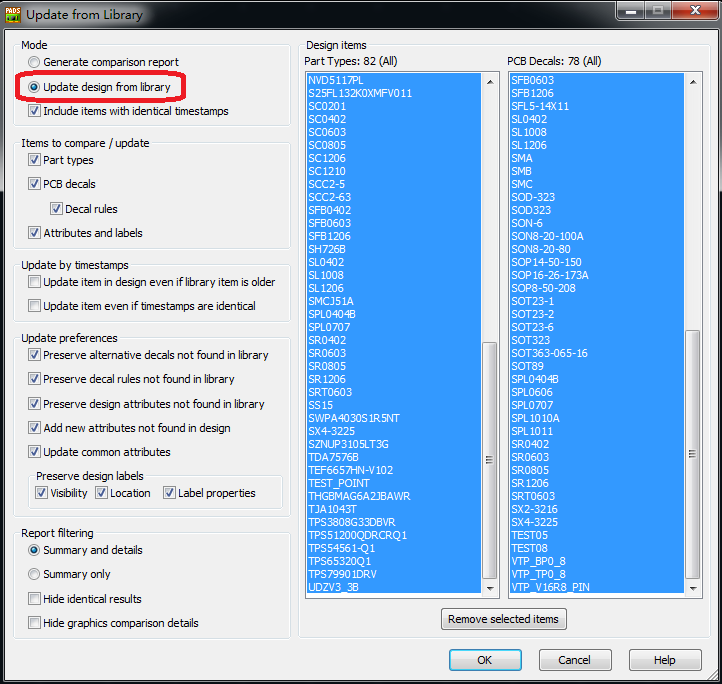 PADS
Update from Library
Mode
Generate comparison report
Update design from library
Include items with identical timestamps
Items to compare / update
Part types
PCB decals
Decal rules
Attributes and labels
Update by timestamps
Update item in design even if library item is older
Update item even if timestamps are identical
Update preferences
Preserve alternative decals not found in library
Preserve decal rules not found in library
Preserve design attributes not found in library
Add new attributes not found in design
Update common attributes
Preserve design labels
Visibility Location Label properties
Report filtering
Summary and details
Summary only
Hide identical results
Hide graphics comparison details
Design items
Part Types: 82 (All)
NVD5117PL
S25FL132K0XMFV011
SC0201
SC0402
SC0603
SC0805
SC1206
SC1210
SCC2-5
SCC2-63
SFB0402
SFB0603
SFB1206
SH726B
SL0402
SL1008
SL1206
SMCJ51A
SPL0404B
SPL0707
SR0402
SR0603
SR0805
SR1206
SRT0603
SS15
SWPA4030S1R5NT
SX4-3225
SZNUP3105LT3G
TDA7576B
TEF6657HN-V102
TEST_POINT
THGBMAG6A2JBAWR
TJA1043T
TPS3808G33DBVR
TPS51200QDRCRQ1
TPS54561-Q1
TPS65320Q1
TPS79901DRV
UDZV3_3B
PCB Decals: 78 (All)
SFB0603
SFB1206
SFL5-14X11
SL0402
SL1008
SL1206
SMA
SMB
SMC
SOD-323
SOD323
SON-6
SON8-20-100A
SON8-20-80
SOP14-50-150
SOP16-26-173A
SOP8-50-208
SOT23-1
SOT23-2
SOT23-6
SOT323
SOT363-065-16
SOT89
SPL0404B
SPL0606
SPL0707
SPL1010A
SPL1011
SR0402
SR0603
SR0805
SR1206
SRT0603
SX2-3216
SX4-3225
TEST05
TEST08
VTP_BP0_8
VTP_TP0_8
VTP_V16R8_PIN
Remove selected items
OK Cancel Help